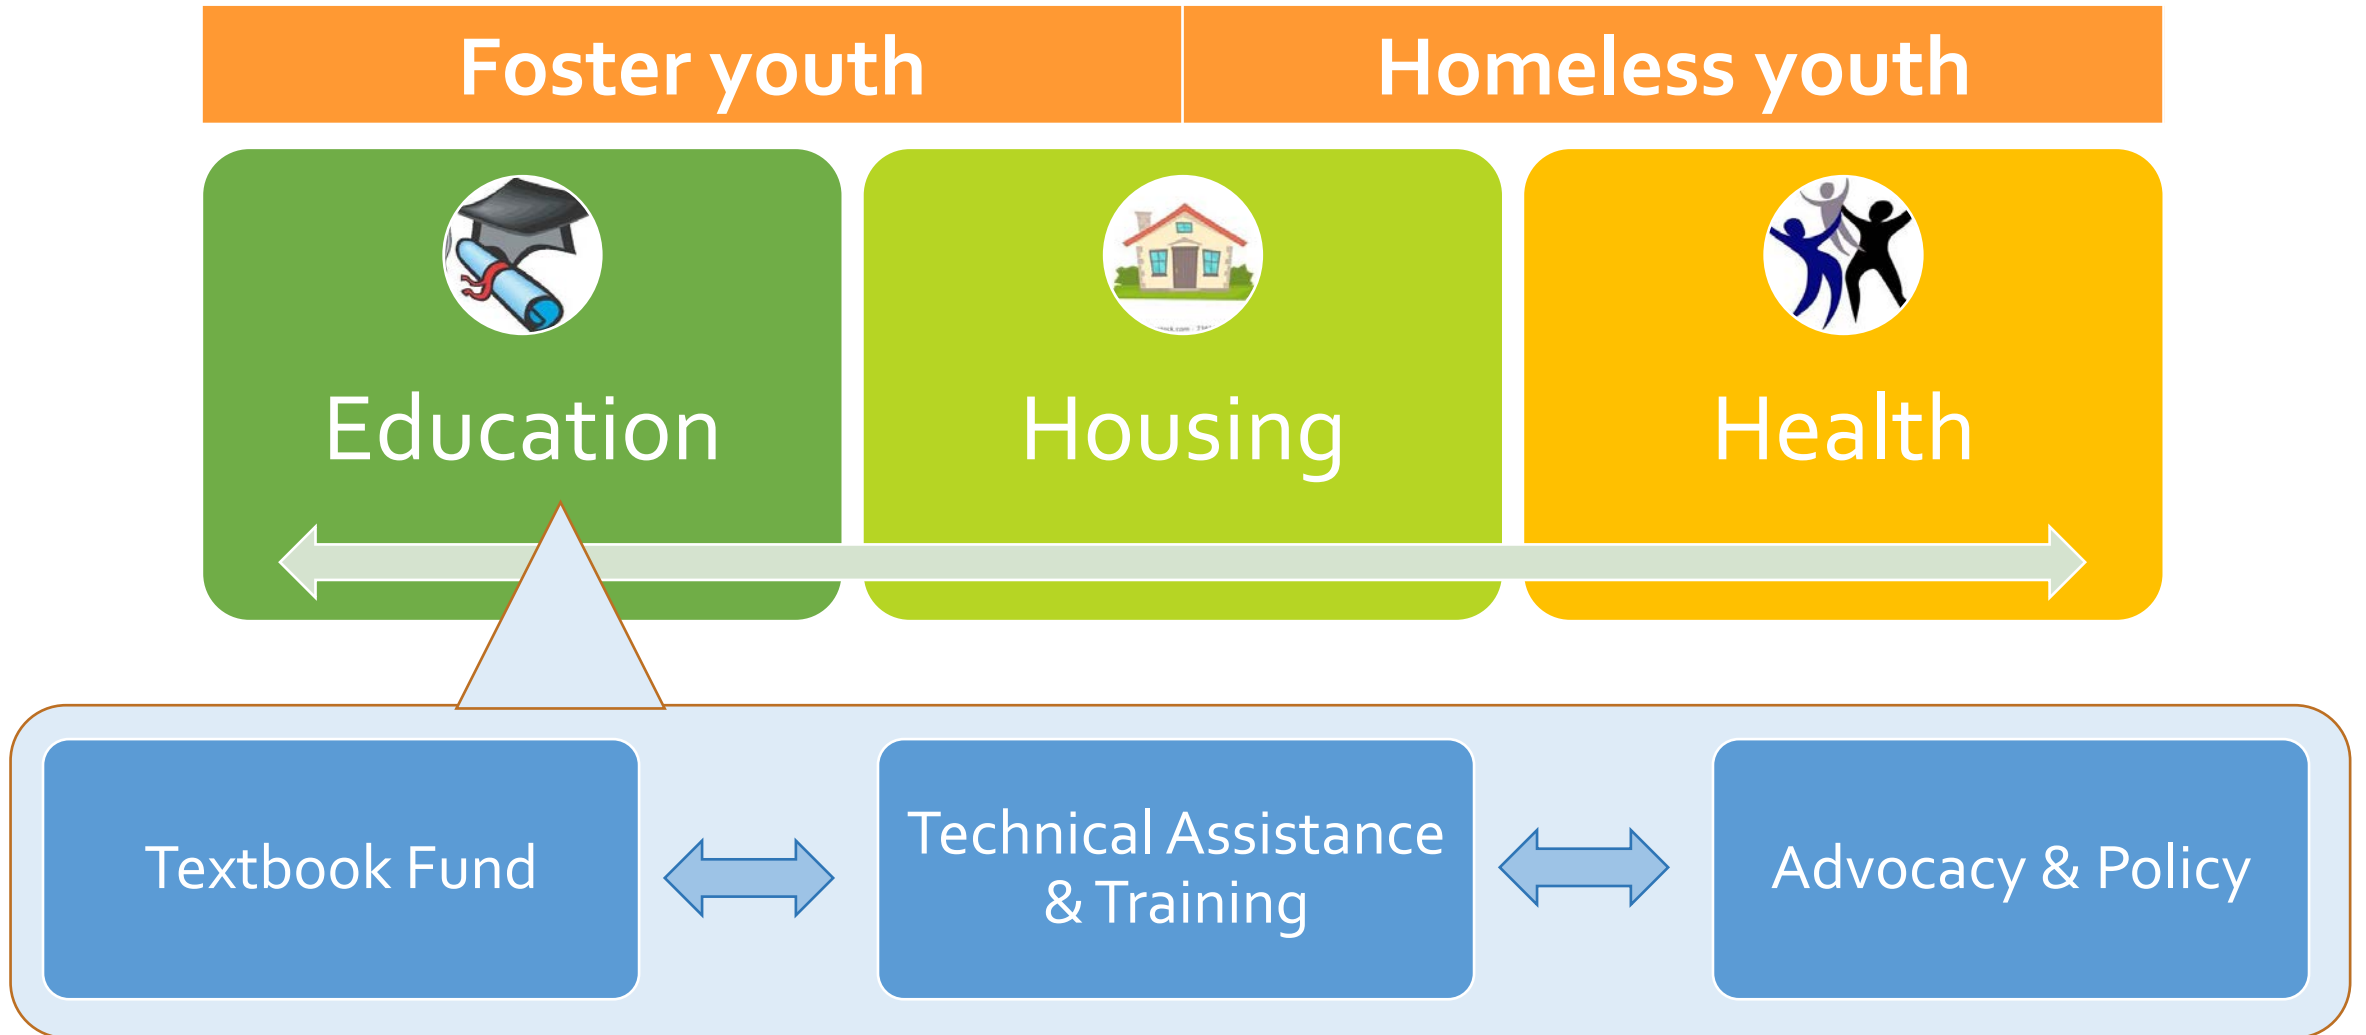 Foster youth
Homeless youth
Education
Housing
Health
Textbook Fund
Technical Assistance
& Training
Advocacy & Policy